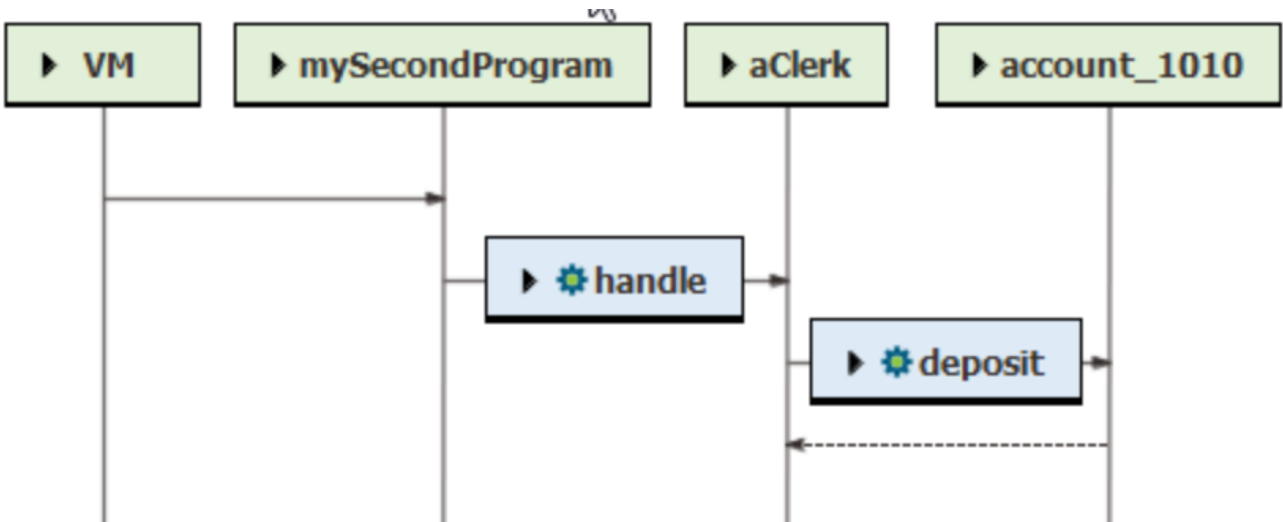 VM
mySecondProgram
aClerk
account_1010
handle
deposit